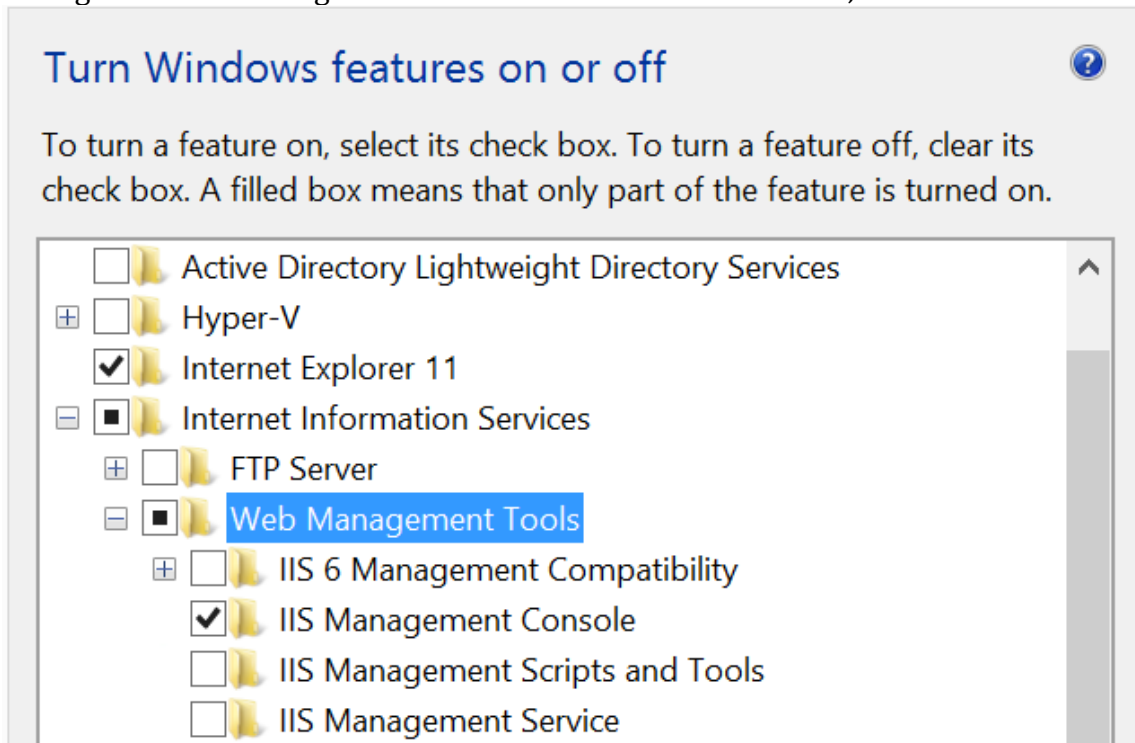 Turn Windows features on or off
To turn a feature on, select its check box. To turn a feature off, clear its
check box. A filled box means that only part of the feature is turned on.
Active Directory Lightweight Directory Services
Hyper-V
Internet Explorer 11
Internet Information Services
FTP Server
Web Management Tools
IIS 6 Management Compatibility
IIS Management Console
IIS Management Scripts and Tools
IIS Management Service